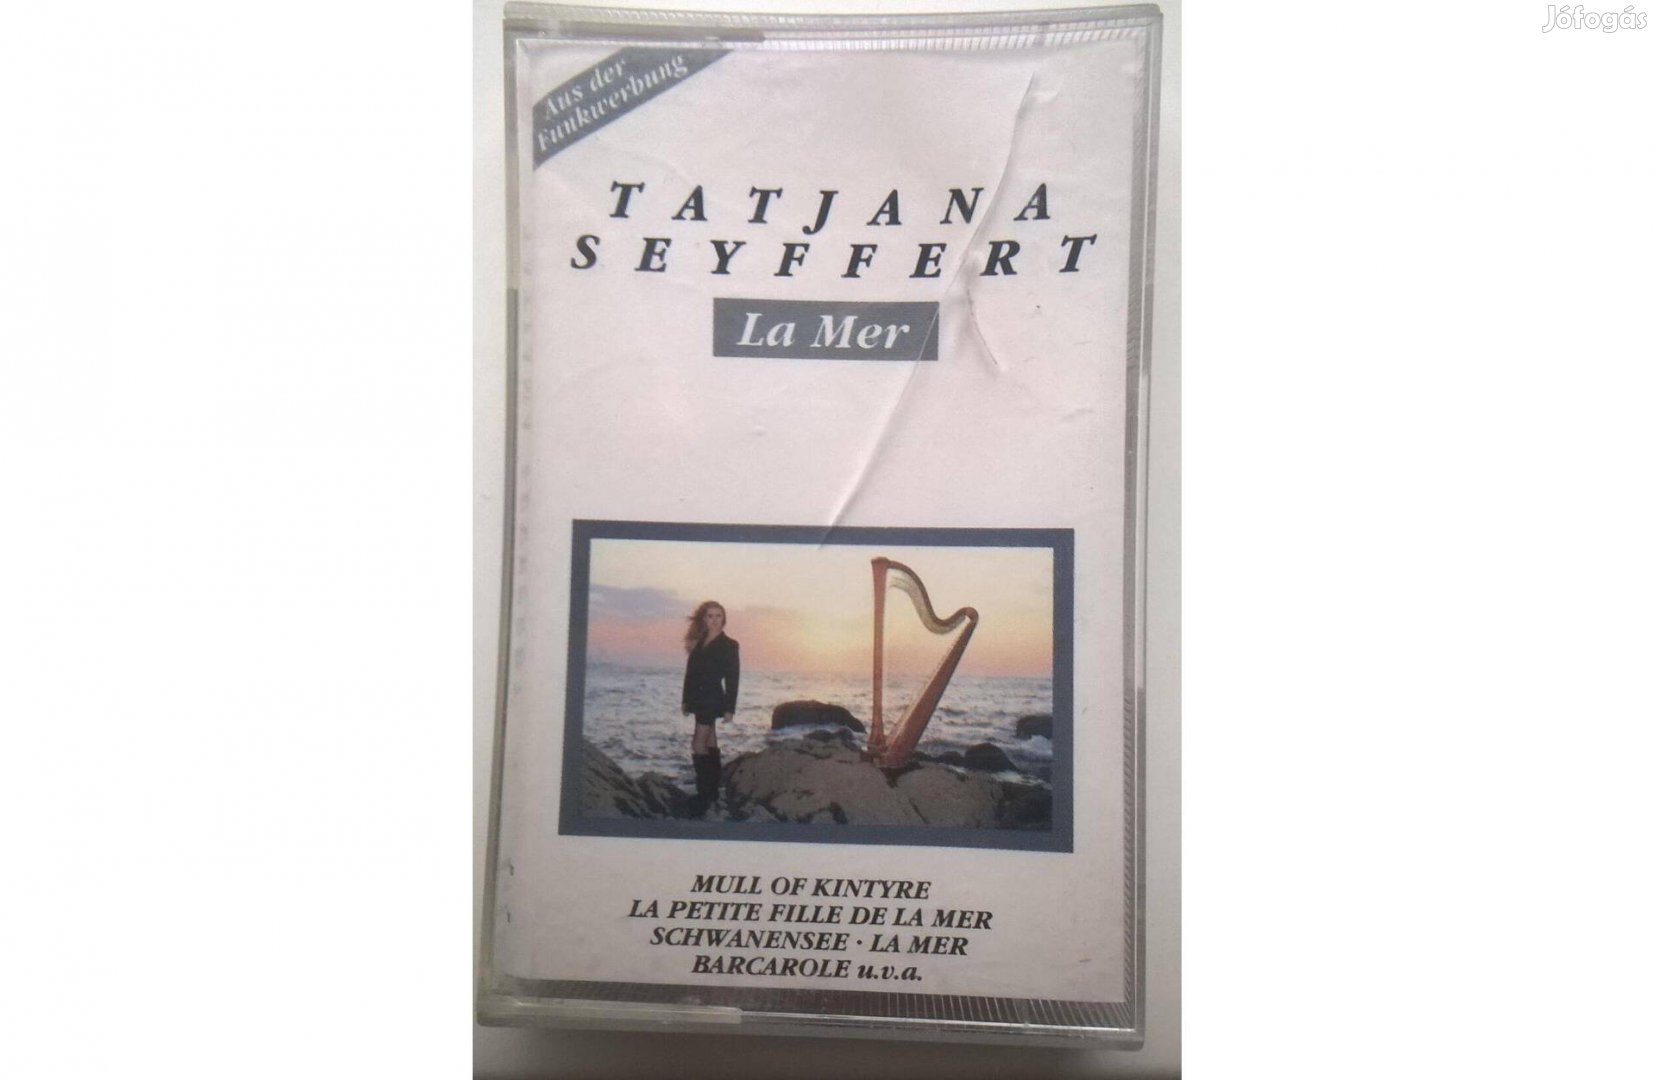 Jófogás
Aus der
Funkwerbung
TATJANA
SEYFFERT
La Mer
MULL OF KINTYRE
LA PETITE FILLE DE LA MER
SCHWANENSEE · LA MER
BARCAROLE u.v.a.